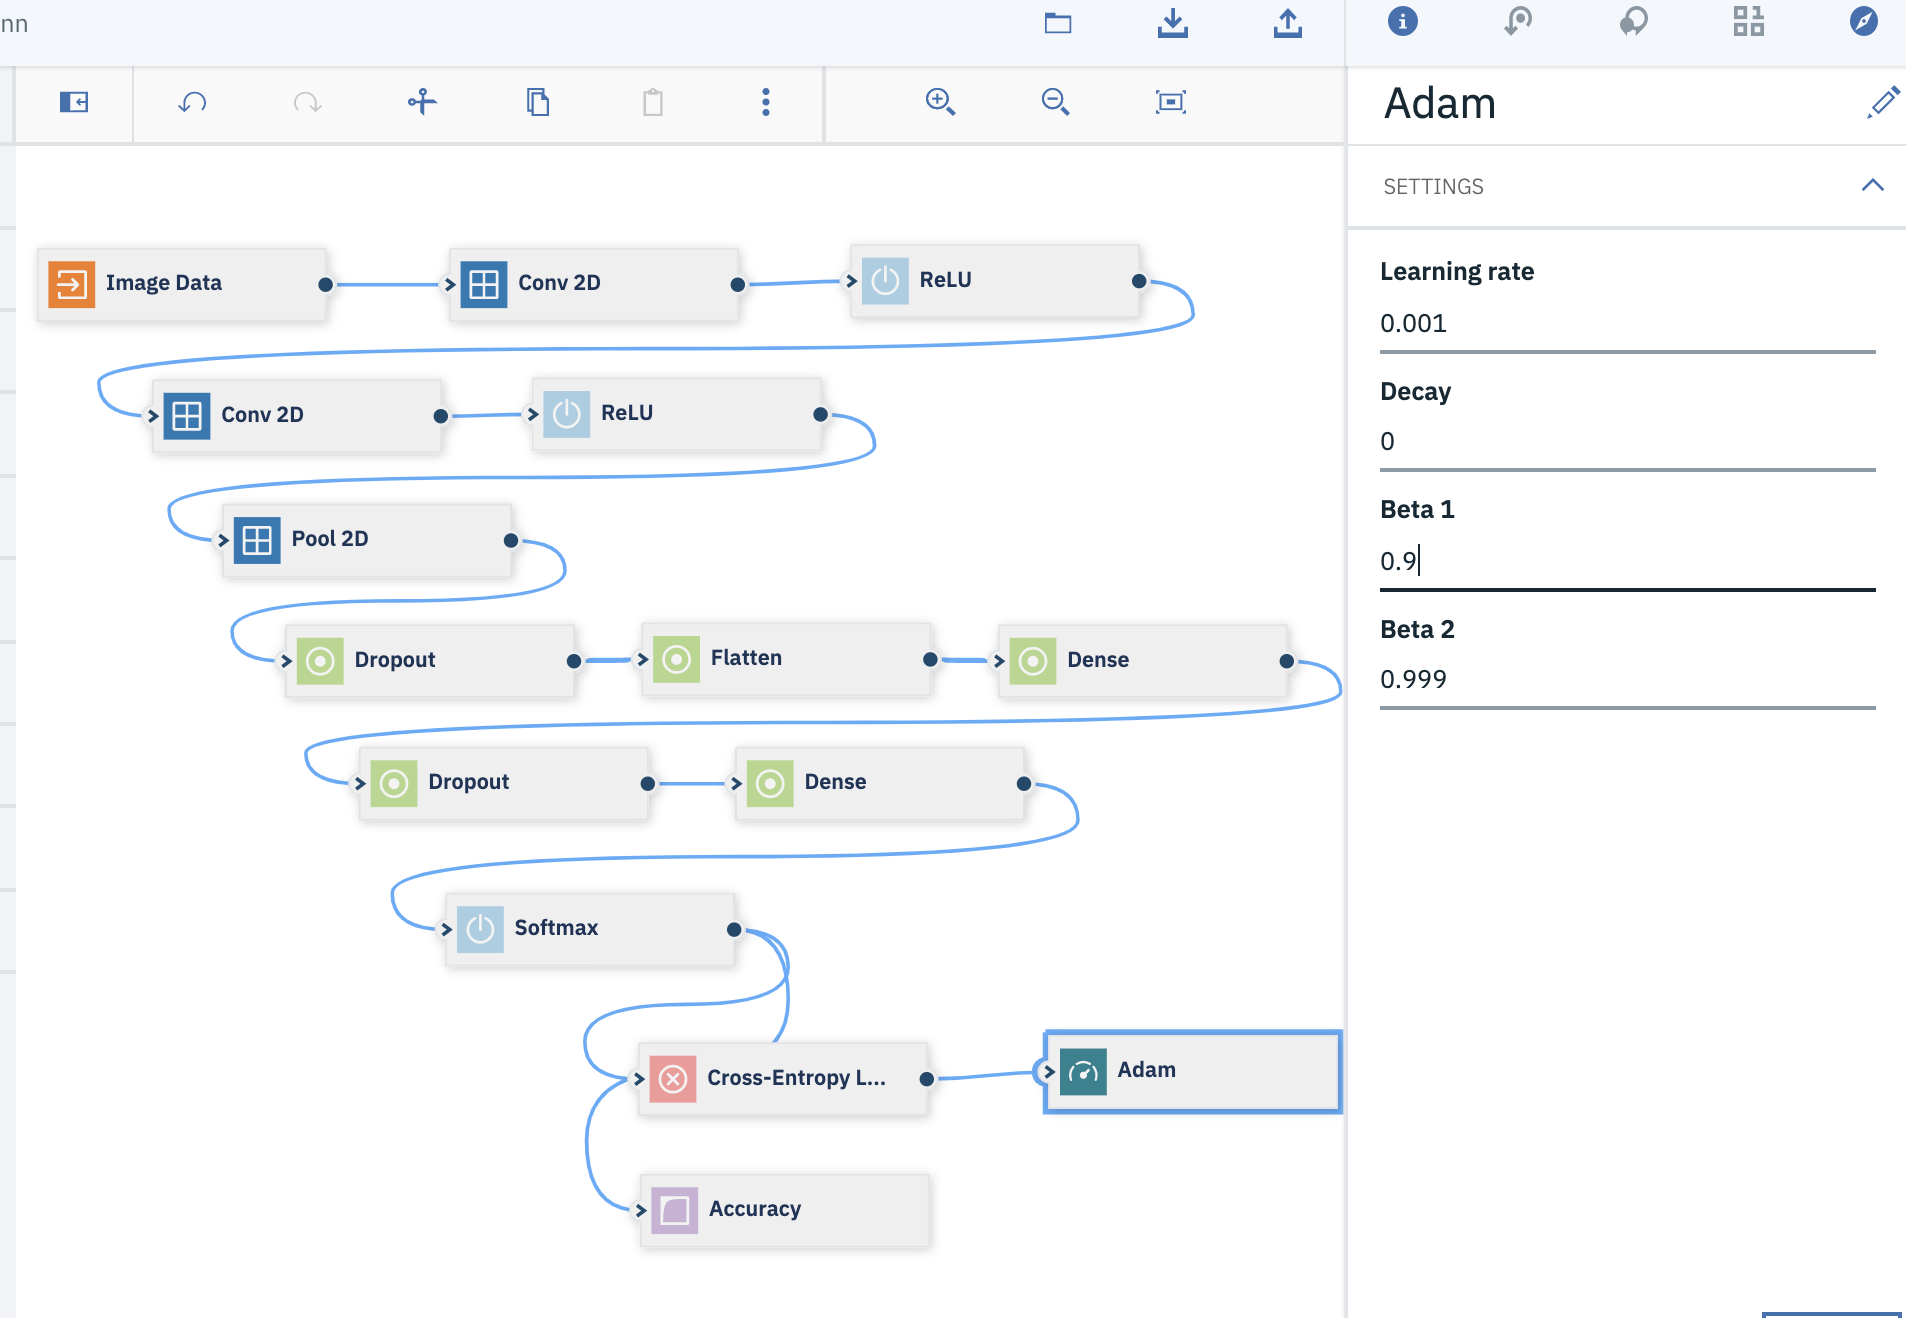 nn
Adam
SETTINGS
Image Data
Conv 2D
ReLU
Conv 2D
ReLU
Pool 2D
Dropout
Flatten
Dense
Dropout
Dense
Softmax
Cross-Entropy L...
Adam
Accuracy
Learning rate
0.001
Decay
0
Beta 1
0.9
Beta 2
0.999